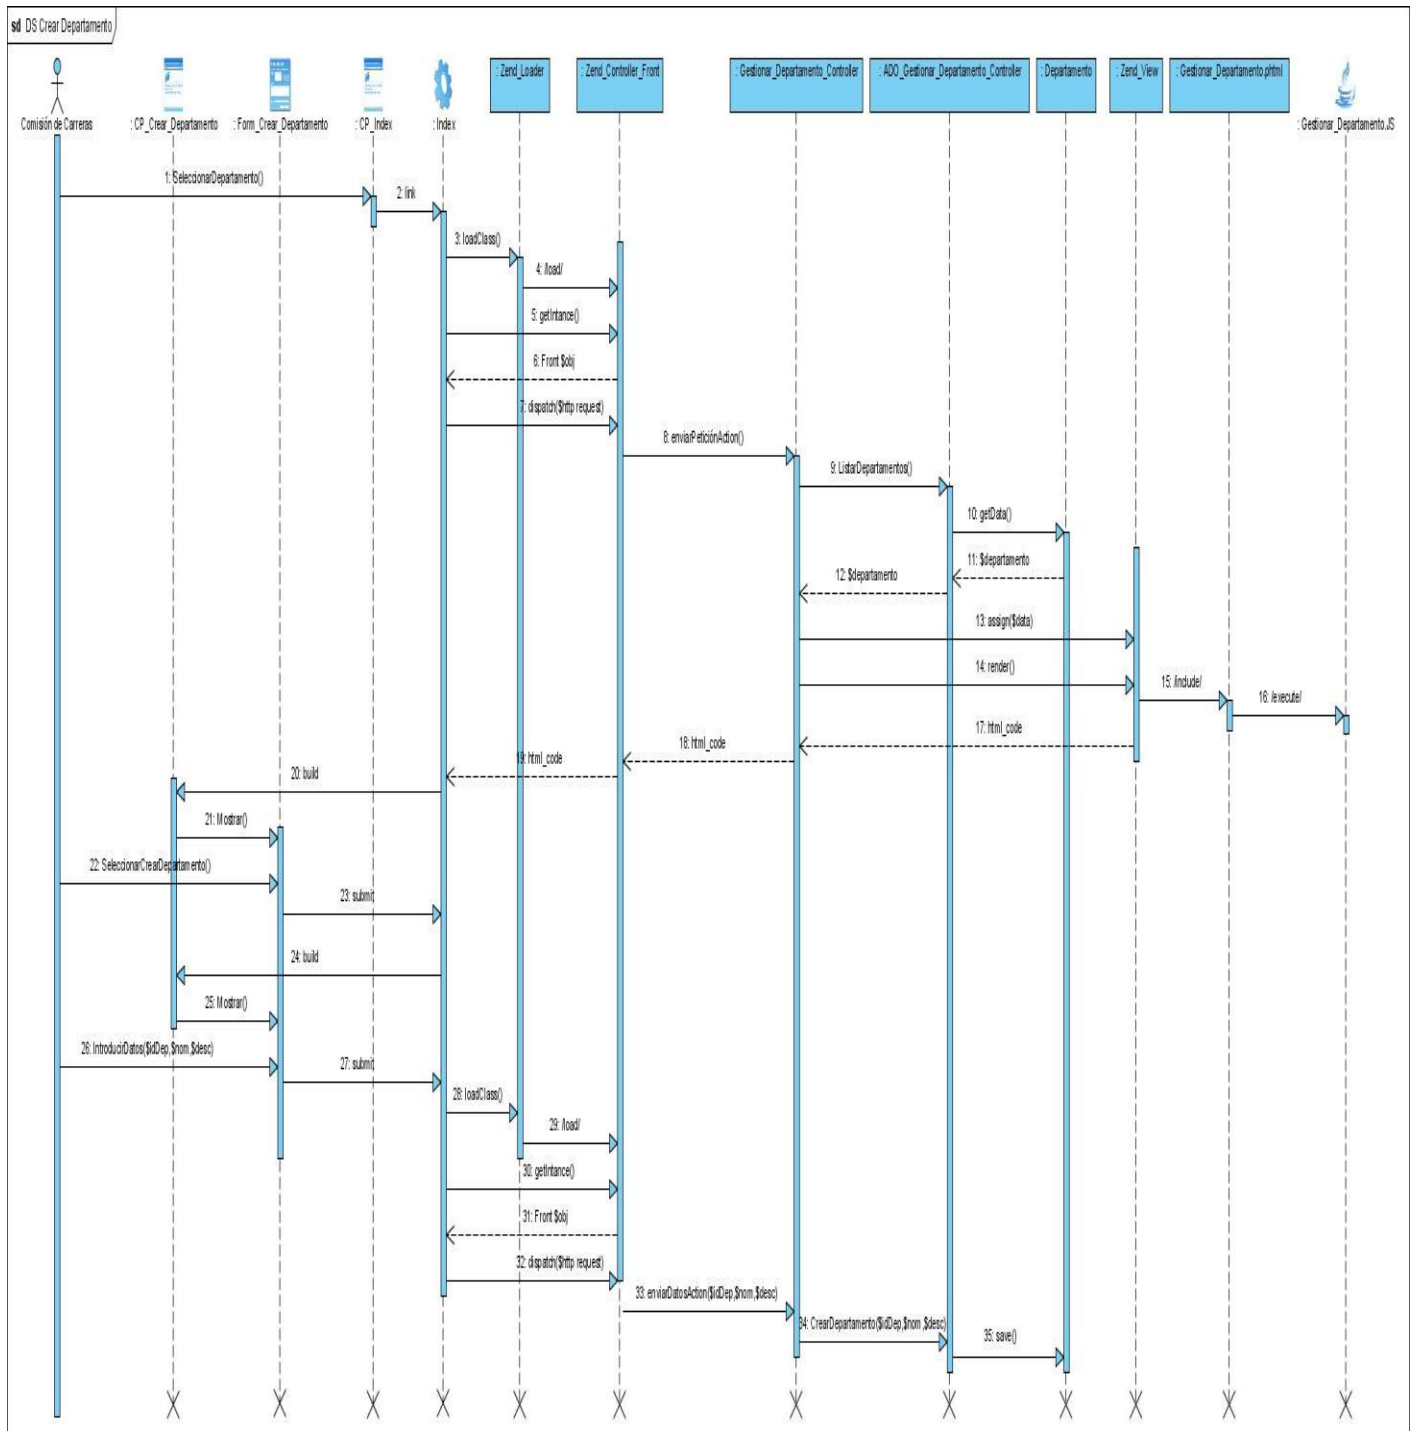 sd DS Crear Departamento
Comisión de Carreras
: CP_Crear_Departamento
: Form_Crear_Departamento
: CP_Index
: Index
: Zend_Loader
: Zend_Controller_Front
: Gestionar_Departamento_Controller
: ADO_Gestionar_Departamento_Controller
: Departamento
: Zend_View
: Gestionar_Departamento.phtml
: Gestionar_Departamento.JS
1: SeleccionarDepartamento()
2: link
3: loadClass()
4: /load/
5: getIntance()
6: Front $obj
7: dispatch($http request)
8: enviarPeticiónAction()
9: ListarDepartamentos()
10: getData()
11: $departamento
12: $departamento
13: assign($data)
14: render()
15: /include/
16: /execute/
17: html_code
18: html_code
19: html_code
20: build
21: Mostrar()
22: SeleccionarCrearDepartamento()
23: submit
24: build
25: Mostrar()
26: IntroducirDatos($idDep,$nom,$desc)
27: submit
28: loadClass()
29: /load/
30: getIntance()
31: Front $obj
32: dispatch($http request)
33: enviarDatosAction($idDep,$nom,$desc)
34: CrearDepartamento($idDep,$nom,$desc)
35: save()